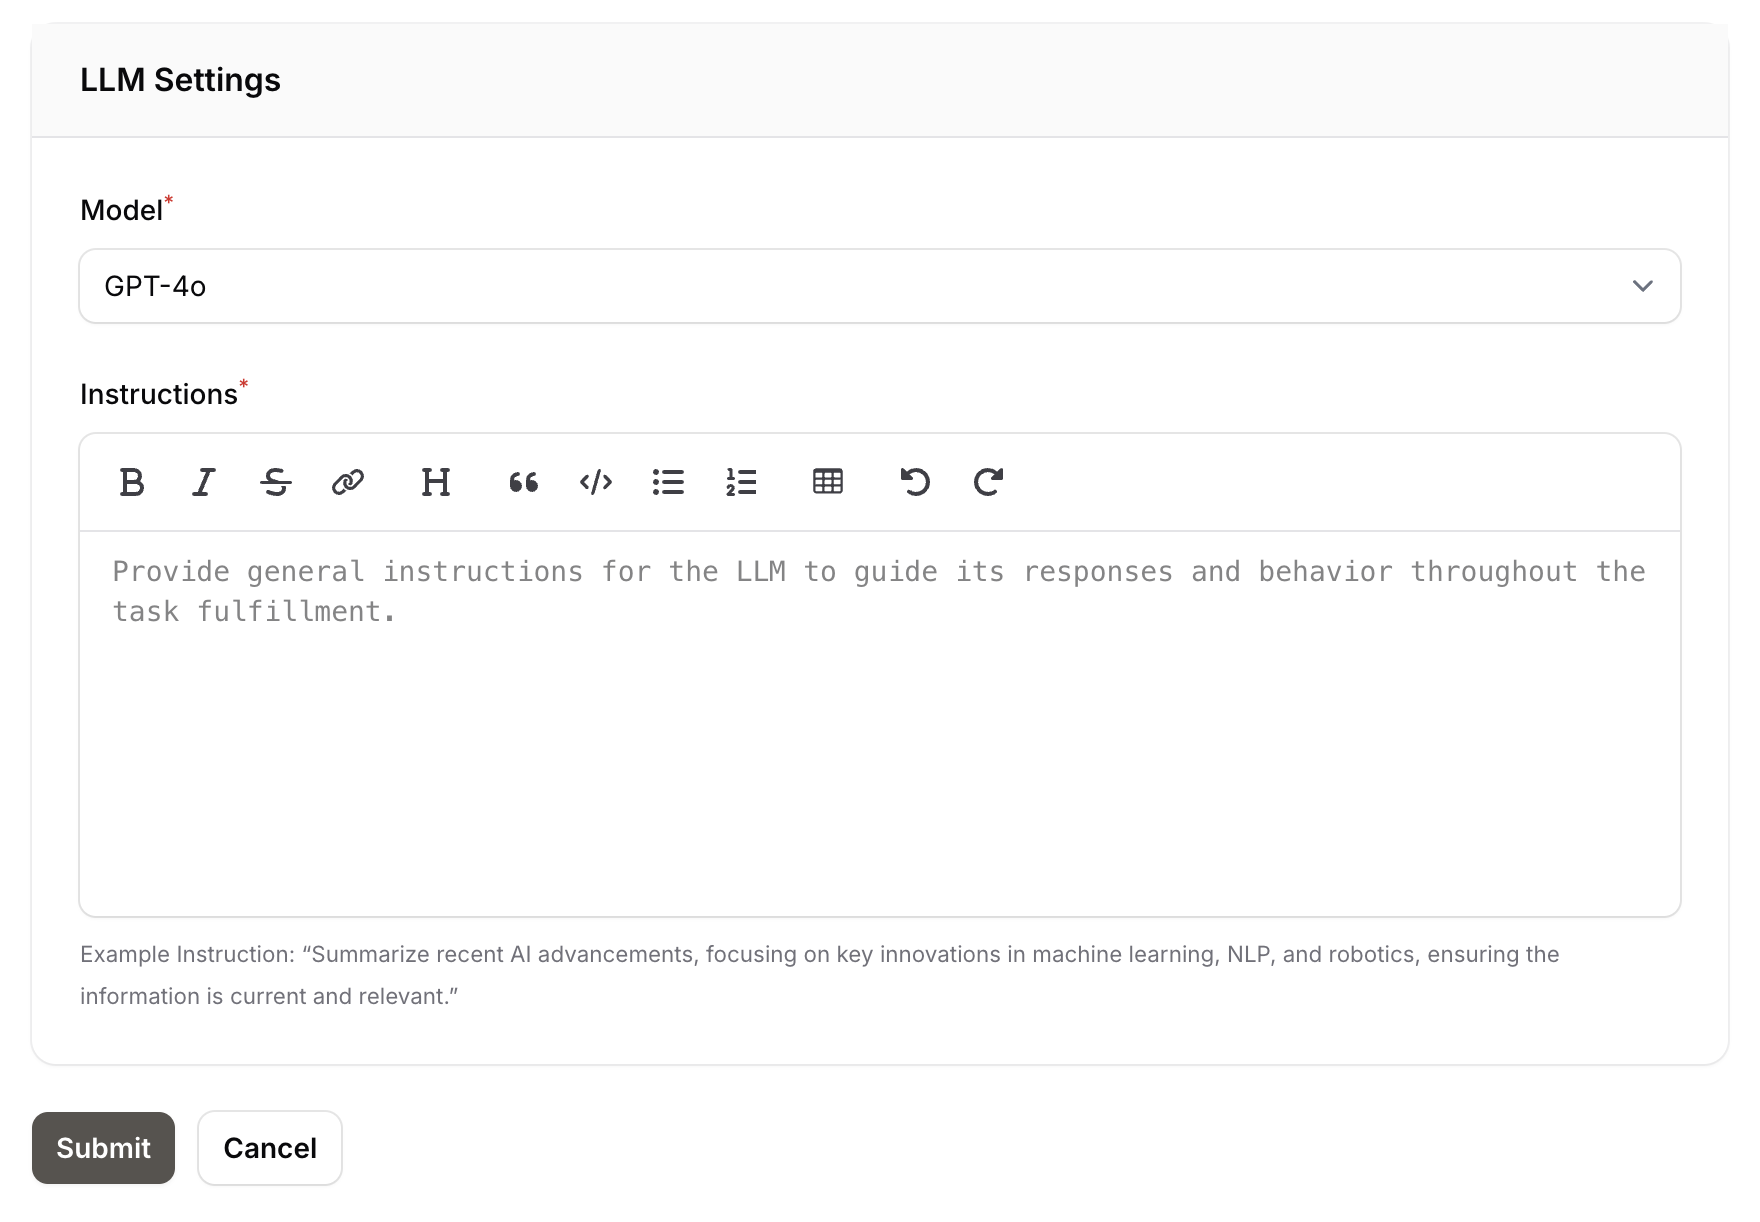 LLM Settings
Model*
GPT-4o
Instructions*
Provide general instructions for the LLM to guide its responses and behavior throughout the
task fulfillment.
Example Instruction: “Summarize recent AI advancements, focusing on key innovations in machine learning, NLP, and robotics, ensuring the
information is current and relevant.”
Submit Cancel